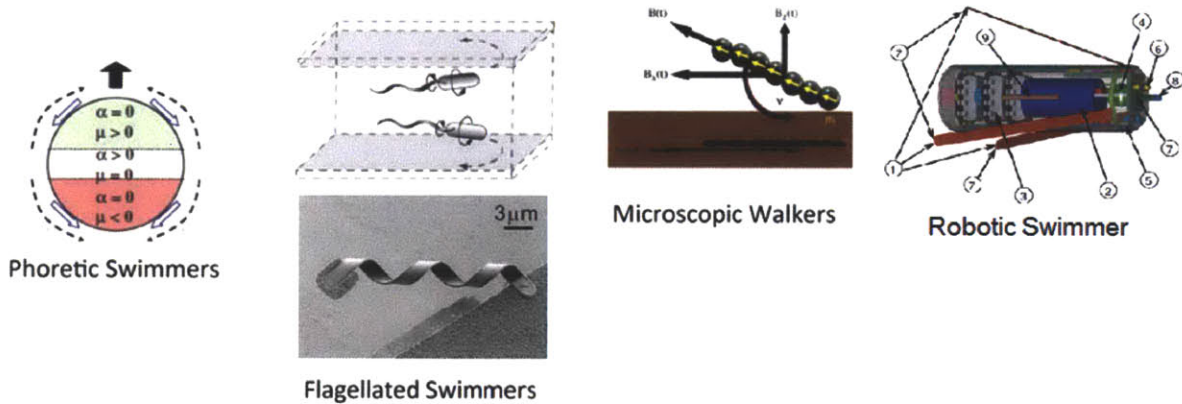 α = 0
μ > 0
α > 0
μ = 0
α = 0
μ < 0
Phoretic Swimmers
3μm
Flagellated Swimmers
B(t)
B_z(t)
B_x(t)
v
m
Microscopic Walkers
9
4
6
7
8
7
1
7
3
2
5
Robotic Swimmer